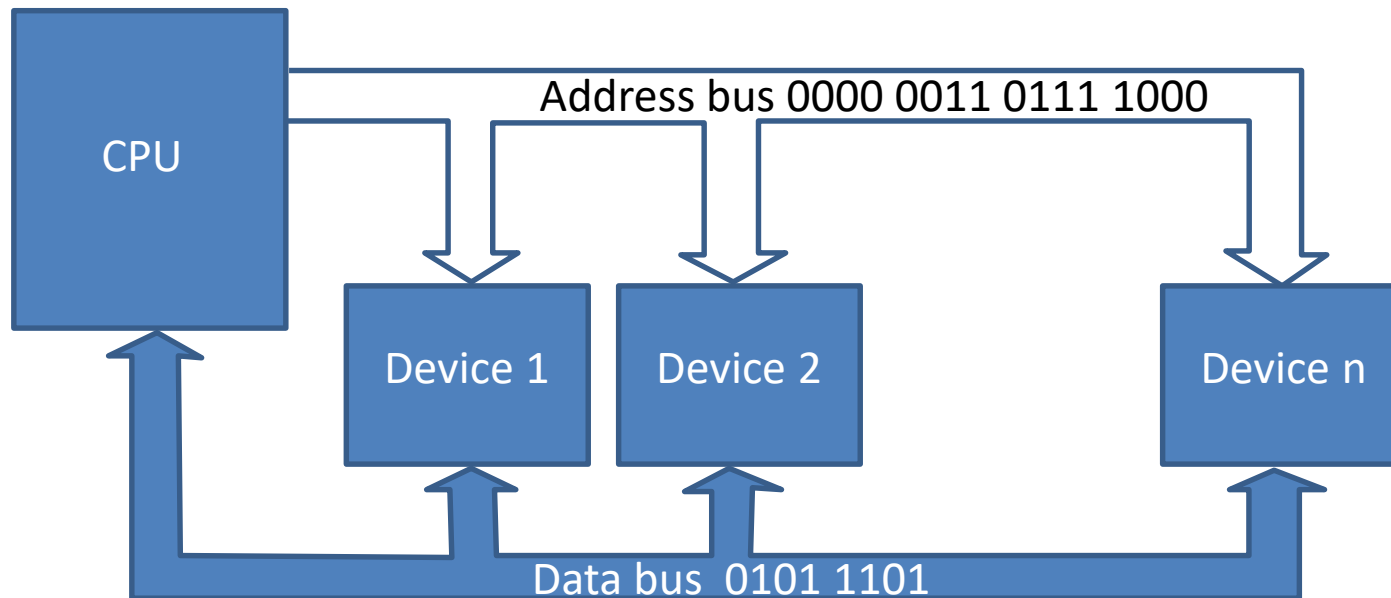 Address bus 0000 0011 0111 1000
CPU
Device 1
Device 2
Device n
Data bus 0101 1101